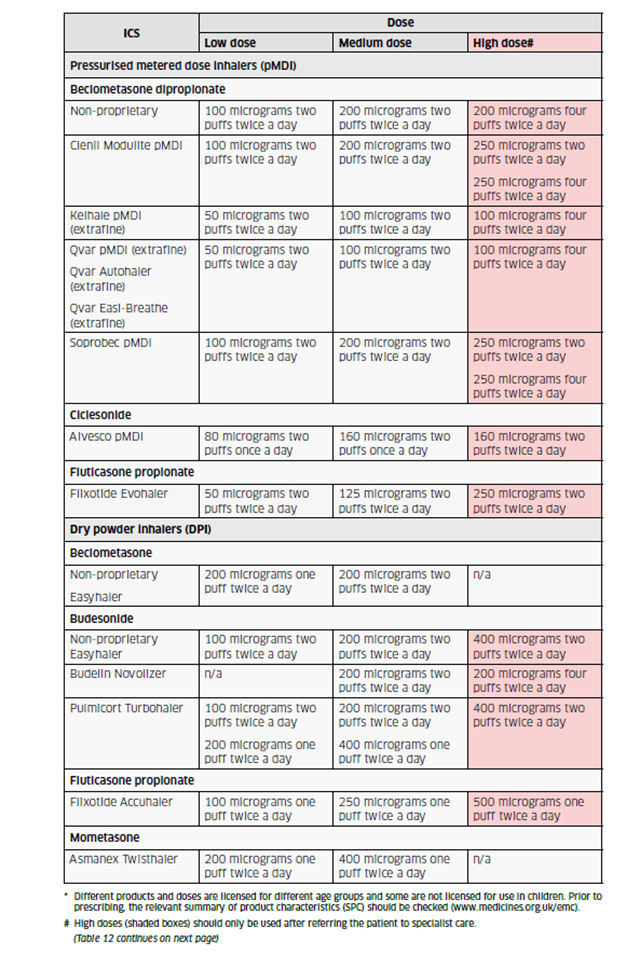 ICS
Dose
Low dose
Medium dose
High dose#
Pressurised metered dose inhalers (pMDI)
Beclometasone dipropionate
Non-proprietary
100 micrograms two
puffs twice a day
200 micrograms two
puffs twice a day
200 micrograms four
puffs twice a day
Clenil Modulite pMDI
100 micrograms two
puffs twice a day
200 micrograms two
puffs twice a day
250 micrograms two
puffs twice a day
250 micrograms four
puffs twice a day
Kelhale pMDI
(extrafine)
50 micrograms two
puffs twice a day
100 micrograms two
puffs twice a day
100 micrograms four
puffs twice a day
Qvar pMDI (extrafine)
Qvar Autohaler
(extrafine)
Qvar Easi-Breathe
(extrafine)
50 micrograms two
puffs twice a day
100 micrograms two
puffs twice a day
100 micrograms four
puffs twice a day
Soprobec pMDI
100 micrograms two
puffs twice a day
200 micrograms two
puffs twice a day
250 micrograms two
puffs twice a day
250 micrograms four
puffs twice a day
Ciclesonide
Alvesco pMDI
80 micrograms two
puffs once a day
160 micrograms two
puffs once a day
160 micrograms two
puffs twice a day
Fluticasone propionate
Flixotide Evohaler
50 micrograms two
puffs twice a day
125 micrograms two
puffs twice a day
250 micrograms two
puffs twice a day
Dry powder inhalers (DPI)
Beclometasone
Non-proprietary
Easyhaler
200 micrograms one
puff twice a day
200 micrograms two
puffs twice a day
n/a
Budesonide
Non-proprietary
Easyhaler
100 micrograms two
puffs twice a day
200 micrograms two
puffs twice a day
400 micrograms two
puffs twice a day
Budelin Novolizer
n/a
200 micrograms two
puffs twice a day
200 micrograms four
puffs twice a day
Pulmicort Turbohaler
100 micrograms two
puffs twice a day
200 micrograms one
puff twice a day
200 micrograms two
puffs twice a day
400 micrograms one
puff twice a day
400 micrograms two
puffs twice a day
Fluticasone propionate
Flixotide Accuhaler
100 micrograms one
puff twice a day
250 micrograms one
puff twice a day
500 micrograms one
puff twice a day
Mometasone
Asmanex Twisthaler
200 micrograms one
puff twice a day
400 micrograms one
puff twice a day
n/a
* Different products and doses are licensed for different age groups and some are not licensed for use in children. Prior to
prescribing, the relevant summary of product characteristics (SPC) should be checked (www.medicines.org.uk/emc).
# High doses (shaded boxes) should only be used after referring the patient to specialist care.
(Table 12 continues on next page)